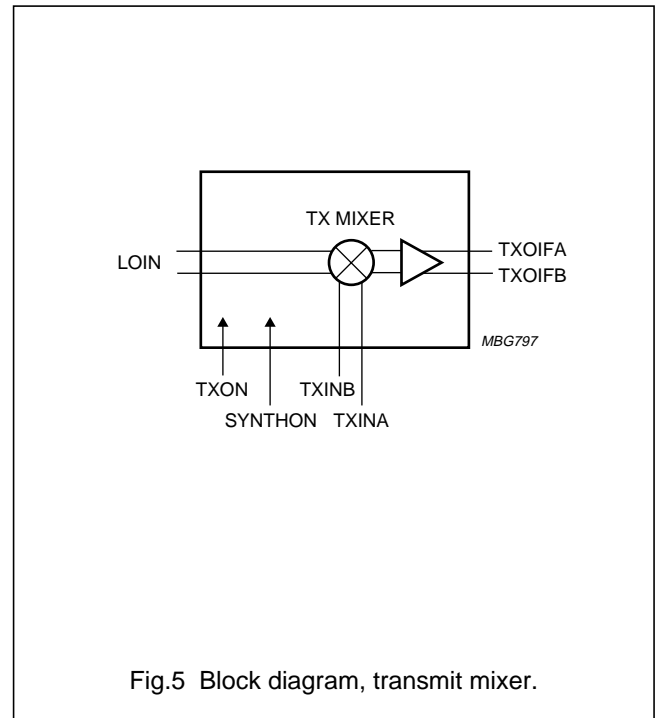 TX MIXER
LOIN
TXOIFA
TXOIFB
MBG797
TXON TXINB
SYNTHON TXINA
Fig.5 Block diagram, transmit mixer.